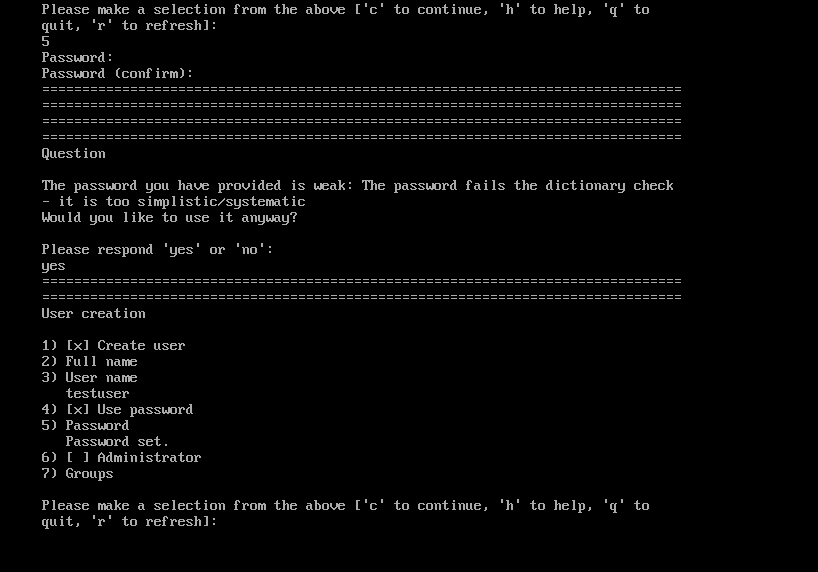 Please make a selection from the above ['c' to continue, 'h' to help, 'q' to
quit, 'r' to refresh]:
5
Password:
Password (confirm):
================================================================================
================================================================================
================================================================================
================================================================================
Question
The password you have provided is weak: The password fails the dictionary check
- it is too simplistic/systematic
Would you like to use it anyway?
Please respond 'yes' or 'no':
yes
================================================================================
================================================================================
User creation
1) [x] Create user
2) Full name
3) User name
testuser
4) [x] Use password
5) Password
Password set.
6) [ ] Administrator
7) Groups
Please make a selection from the above ['c' to continue, 'h' to help, 'q' to
quit, 'r' to refresh]: